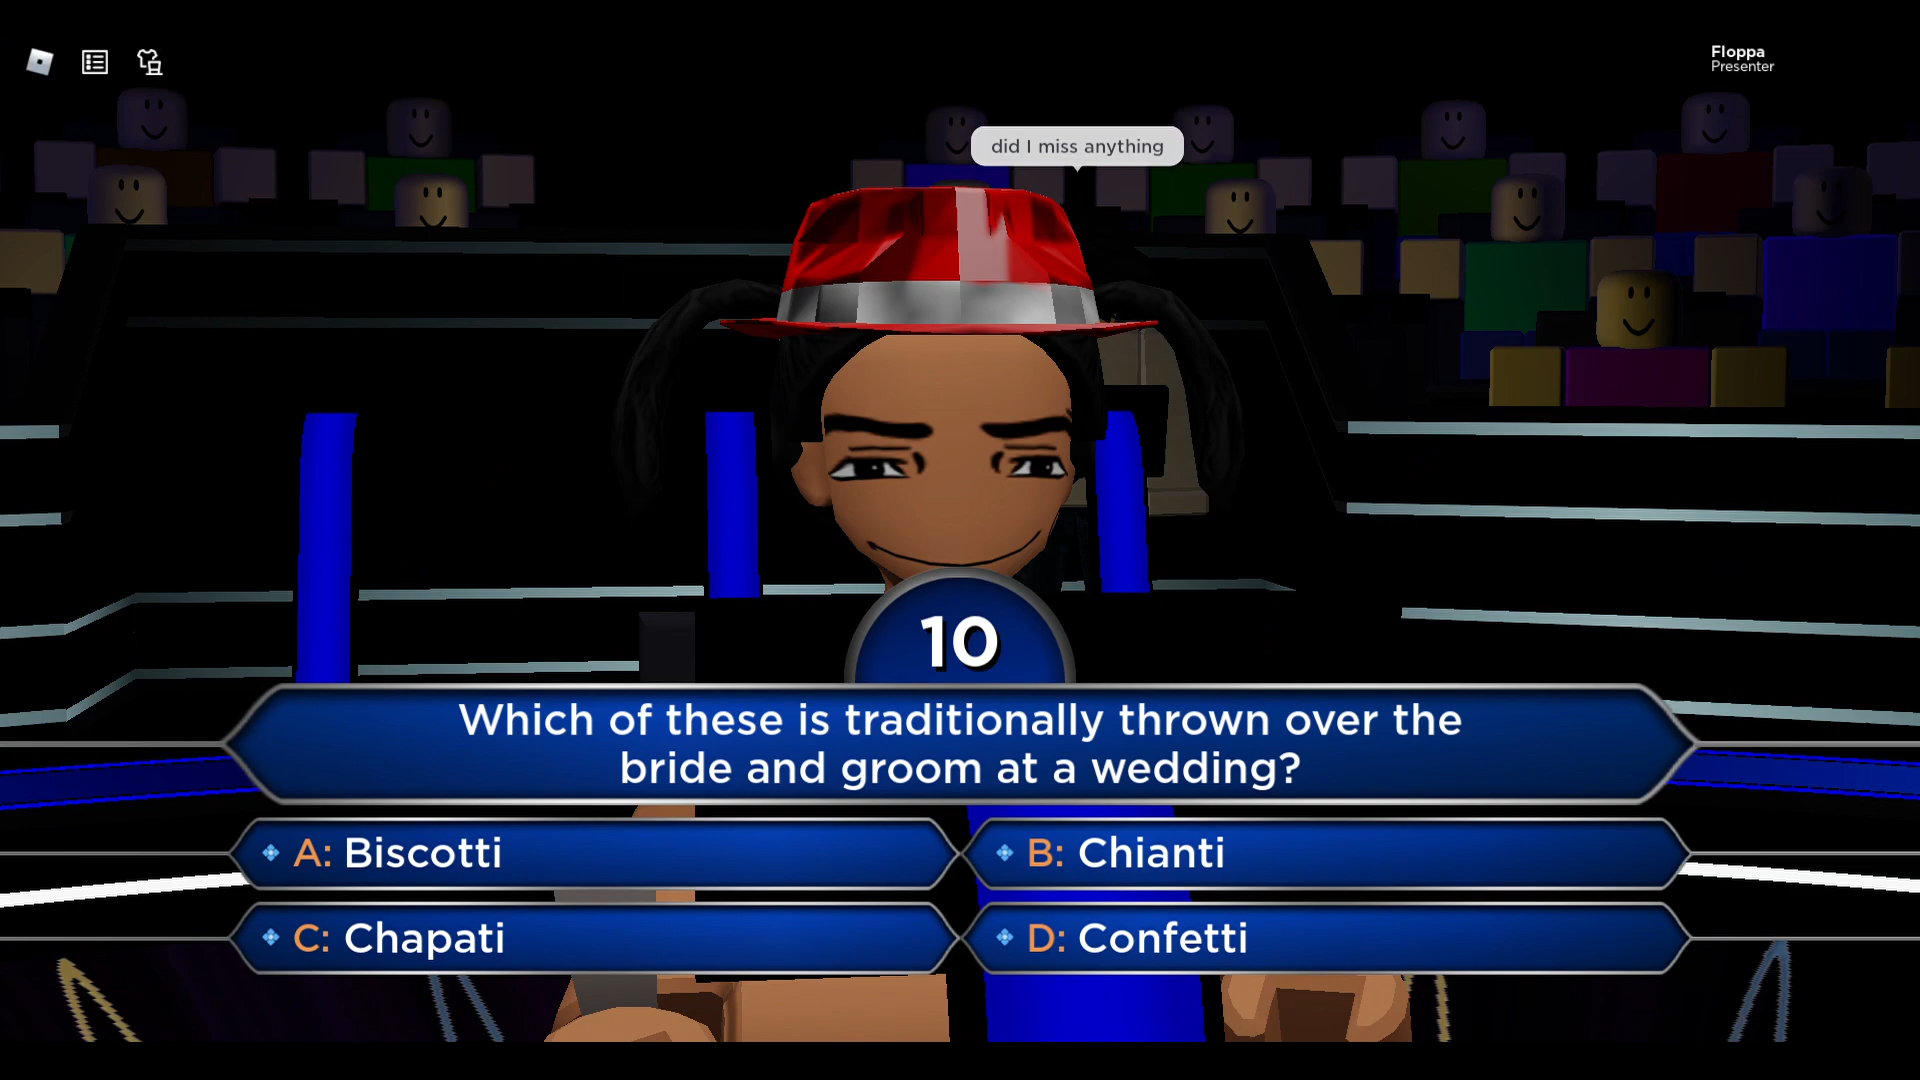 Floppa
Presenter
did I miss anything
10
Which of these is traditionally thrown over the
bride and groom at a wedding?
A: Biscotti
B: Chianti
C: Chapati
D: Confetti